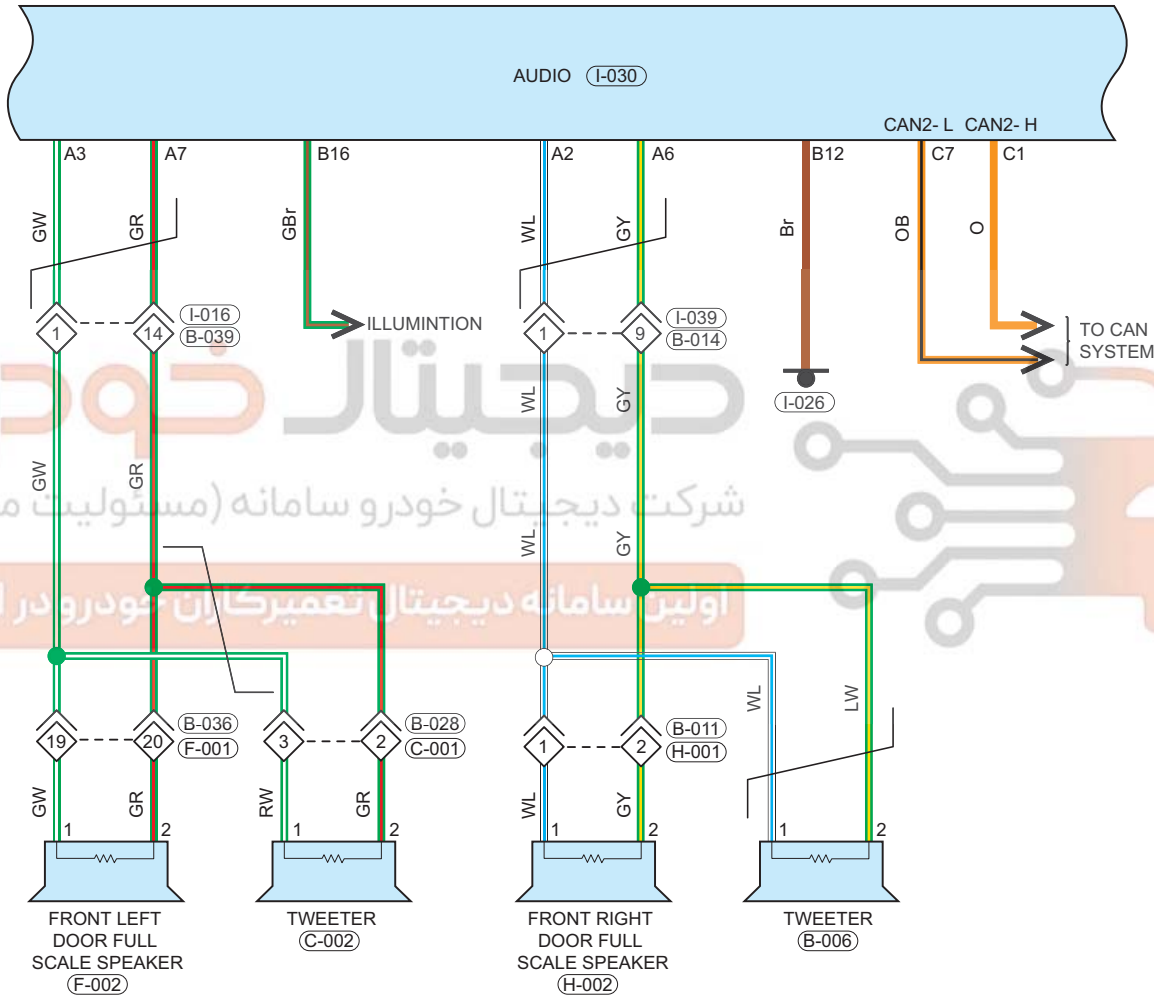 AUDIO I-030
CAN2- L CAN2- H
A3 A7 B16 A2 A6 B12 C7 C1
GW GR GBr WL GY Br OB O
1 14 I-016
B-039
ILLUMINTION
1 9 I-039
B-014
TO CAN
SYSTEM
I-026
WL GY
دیجیتال خود
GW GR
شرکت دیجیتال خودرو سامانه (مسئولیت م
WL GY
اولین سامانه دیجیتال تعمیرکاران خودرو در ا
WL LW
19 20 B-036
F-001
3 2 B-028
C-001
1 2 B-011
H-001
GW GR RW GR WL GY
1 2 1 2 1 2 1 2
FRONT LEFT
DOOR FULL
SCALE SPEAKER
F-002
TWEETER
C-002
FRONT RIGHT
DOOR FULL
SCALE SPEAKER
H-002
TWEETER
B-006